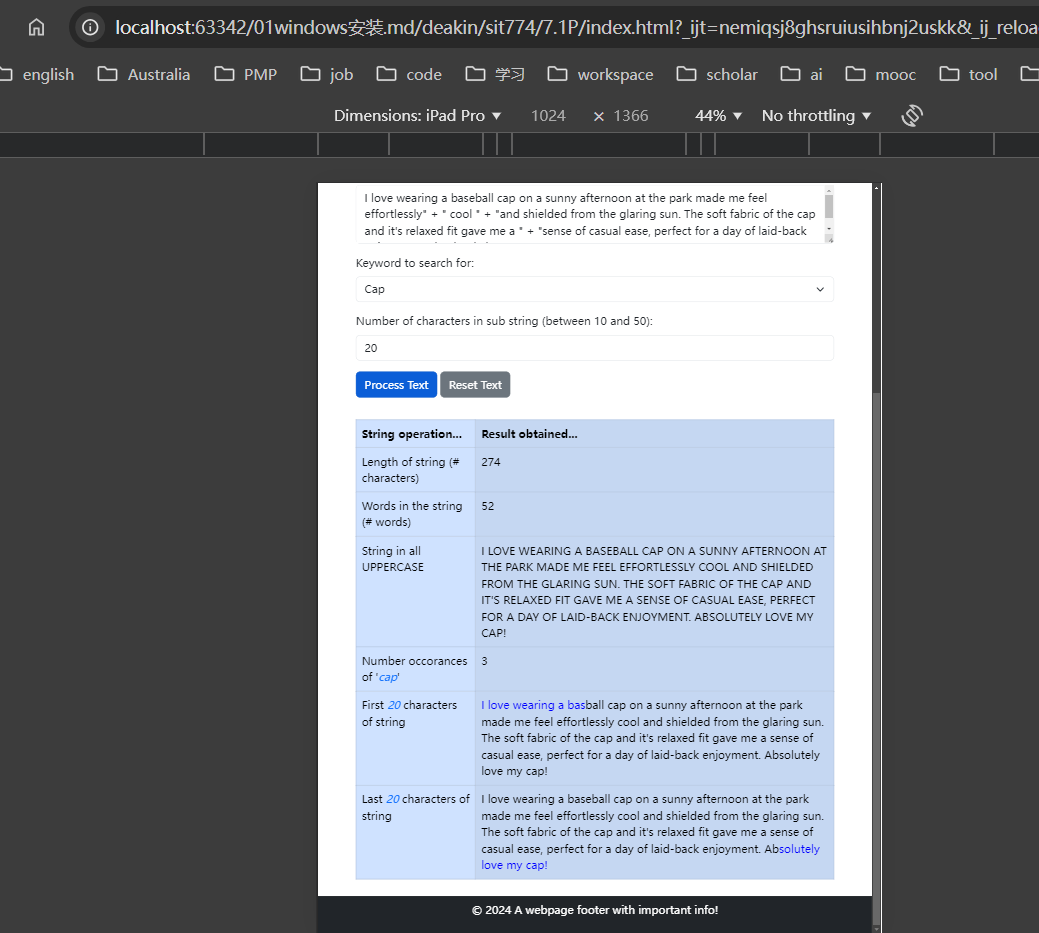 localhost:63342/01windows安装.md/deakin/sit774/7.1P/index.html?_ijt=nemiqsj8ghsruiusihbnj2uskk&_ij_reloa
english Australia PMP job code 学习 workspace scholar ai mooc tool
Dimensions: iPad Pro ▼ 1024 × 1366 44% ▼ No throttling ▼
I love wearing a baseball cap on a sunny afternoon at the park made me feel
effortlessly" + " cool " + "and shielded from the glaring sun. The soft fabric of the cap
and it's relaxed fit gave me a " + "sense of casual ease, perfect for a day of laid-back
Keyword to search for:
Cap
Number of characters in sub string (between 10 and 50):
20
Process Text Reset Text
String operation... Result obtained...
Length of string (# 274
characters)
Words in the string 52
(# words)
String in all I LOVE WEARING A BASEBALL CAP ON A SUNNY AFTERNOON AT
UPPERCASE THE PARK MADE ME FEEL EFFORTLESSLY COOL AND SHIELDED
FROM THE GLARING SUN. THE SOFT FABRIC OF THE CAP AND
IT'S RELAXED FIT GAVE ME A SENSE OF CASUAL EASE, PERFECT
FOR A DAY OF LAID-BACK ENJOYMENT. ABSOLUTELY LOVE MY
CAP!
Number occorances 3
of 'cap'
First 20 characters I love wearing a basball cap on a sunny afternoon at the park
of string made me feel effortlessly cool and shielded from the glaring sun.
The soft fabric of the cap and it's relaxed fit gave me a sense of
casual ease, perfect for a day of laid-back enjoyment. Absolutely
love my cap!
Last 20 characters of I love wearing a baseball cap on a sunny afternoon at the park
string made me feel effortlessly cool and shielded from the glaring sun.
The soft fabric of the cap and it's relaxed fit gave me a sense of
casual ease, perfect for a day of laid-back enjoyment. Absolutely
love my cap!
© 2024 A webpage footer with important info!